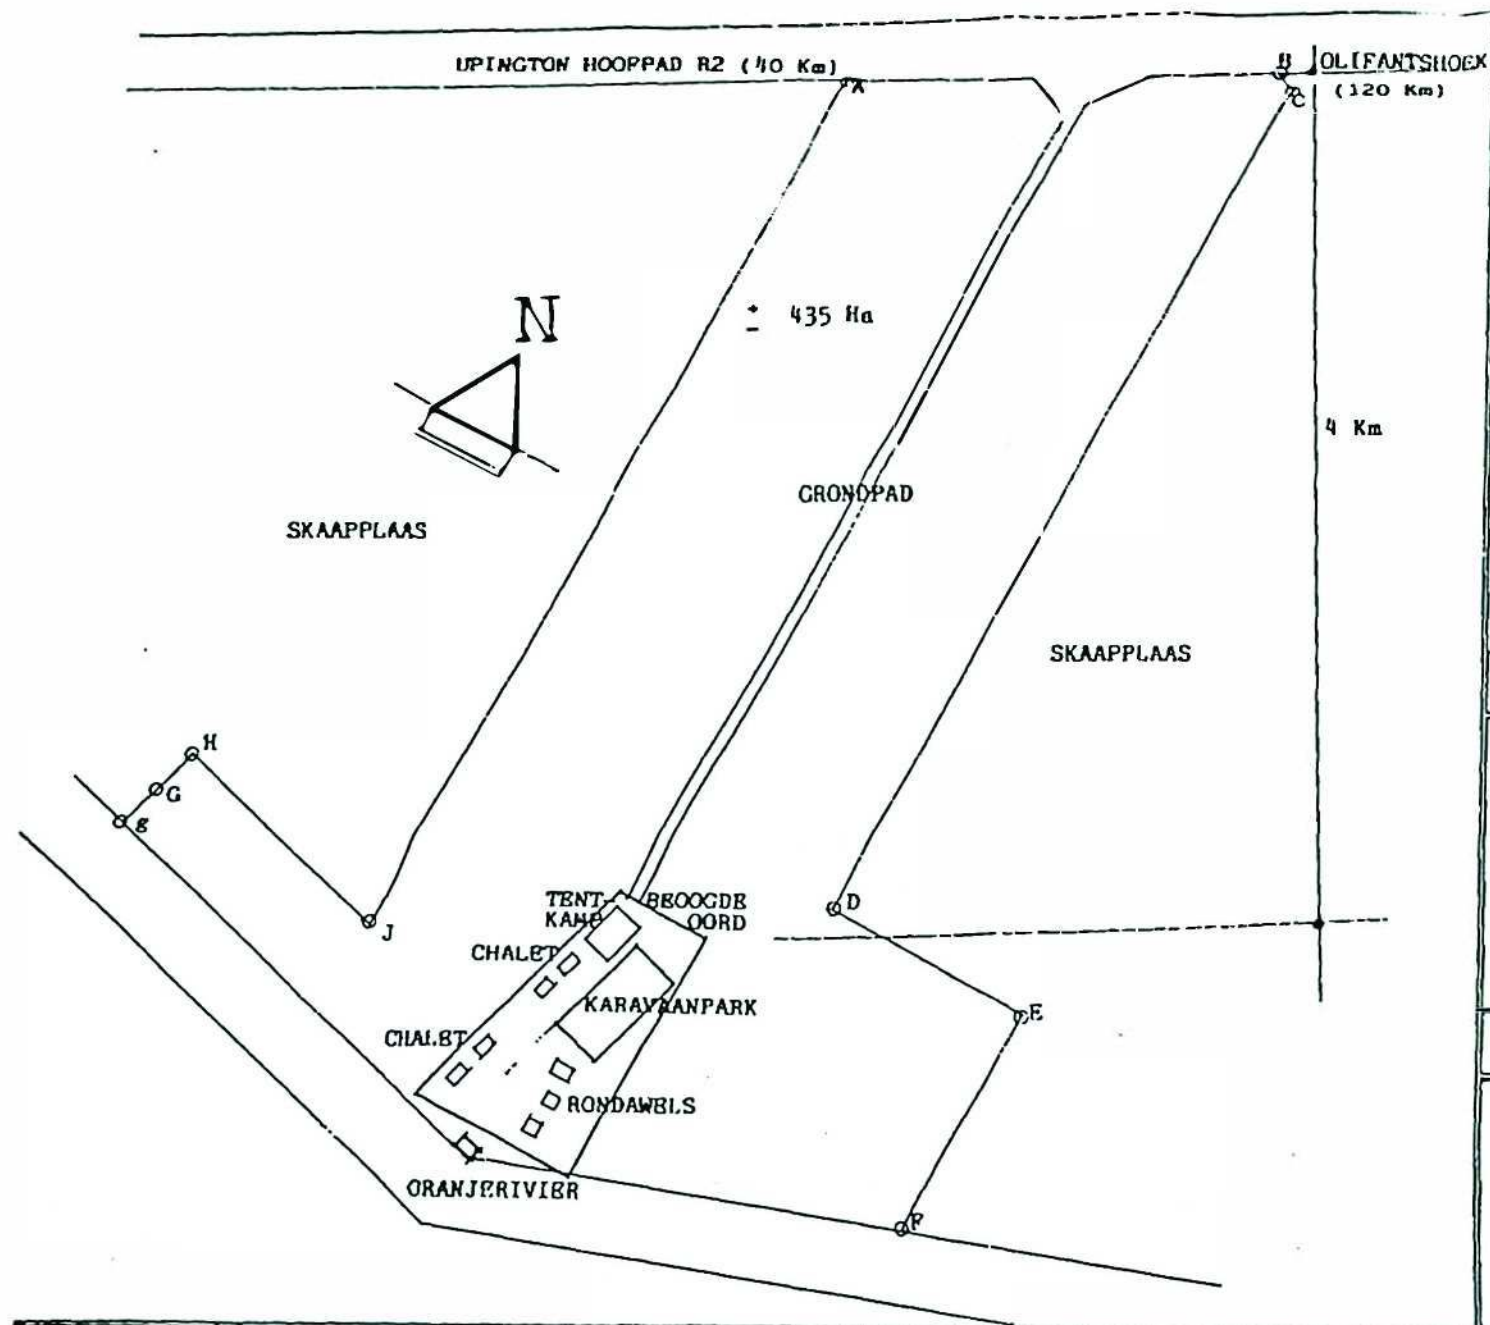 UPINGTON HOOFPAD R2 (40 Km)
B
OLIFANTSHOEK
(120 Km)
A
C
N
± 435 Ha
4 Km
GRONDPAD
SKAAPPLAAS
SKAAPPLAAS
H
G
g
J
D
TENT-
KAMP
BEOOGDE
OORD
CHALET
KARAVAANPARK
E
CHALET
RONDAWELS
ORANJERIVIER
F